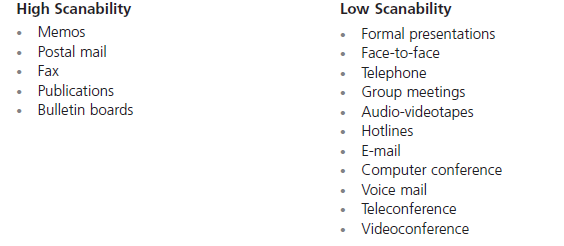 High Scanability
• Memos
• Postal mail
• Fax
• Publications
• Bulletin boards
Low Scanability
• Formal presentations
• Face-to-face
• Telephone
• Group meetings
• Audio-videotapes
• Hotlines
• E-mail
• Computer conference
• Voice mail
• Teleconference
• Videoconference